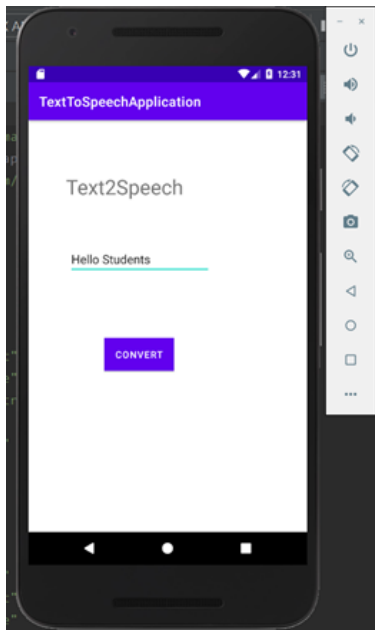 12:31
TextToSpeechApplication
Text2Speech
Hello Students
CONVERT